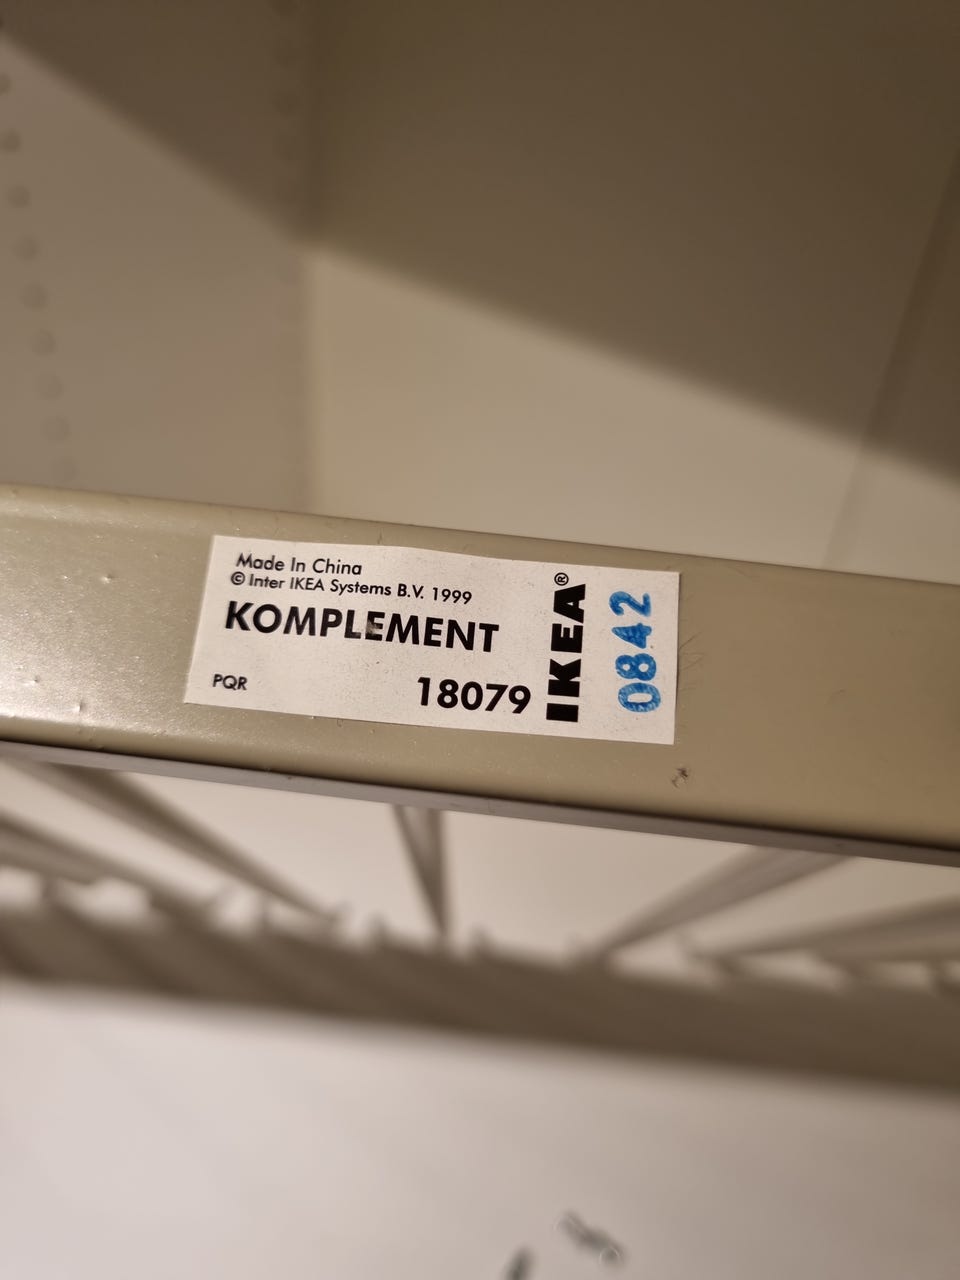 Made In China
© Inter IKEA Systems B.V. 1999
KOMPLEMENT
PQR
18079
IKEA®
0842